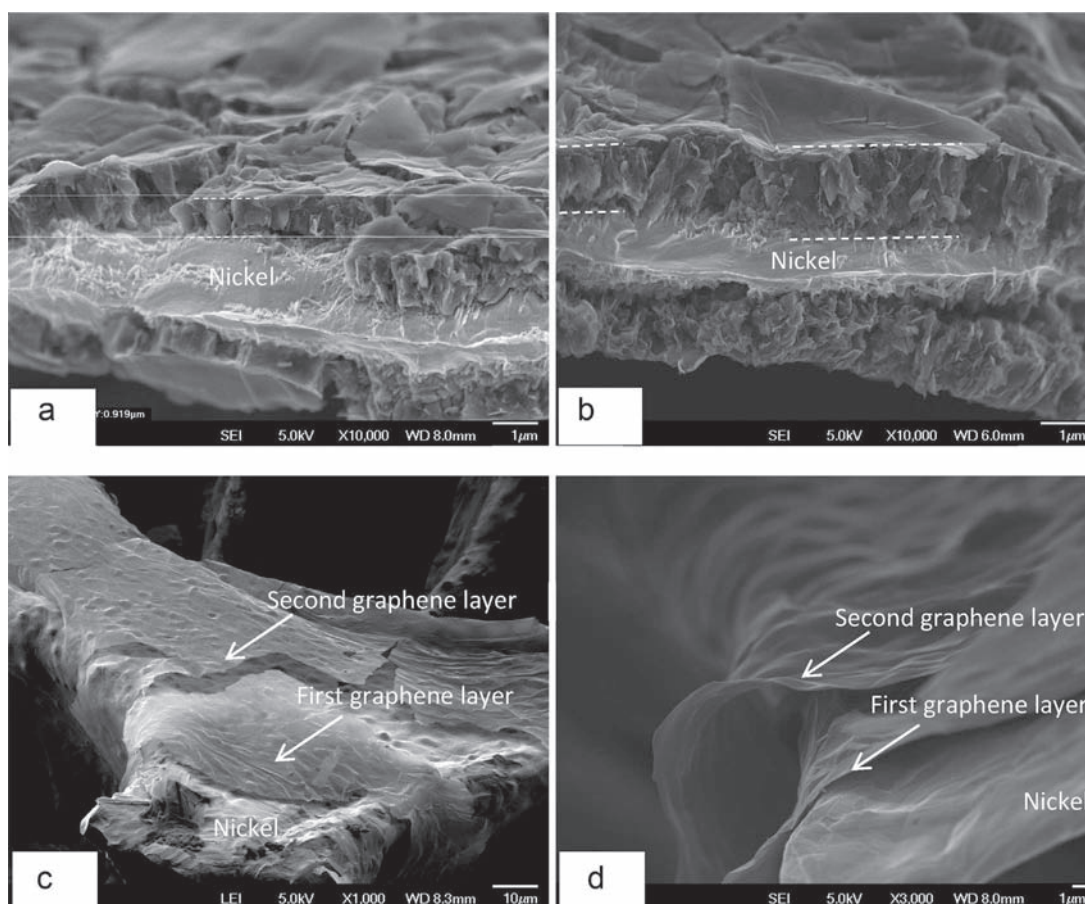 Nickel
a
Y:0.919µm
SEI 5.0kV X10,000 WD 8.0mm 1µm
Nickel
b
SEI 5.0kV X10,000 WD 6.0mm 1µm
Second graphene layer
First graphene layer
Nickel
c
LEI 5.0kV X1,000 WD 8.3mm 10µm
Second graphene layer
First graphene layer
Nickel
d
SEI 5.0kV X3,000 WD 8.0mm 1µm